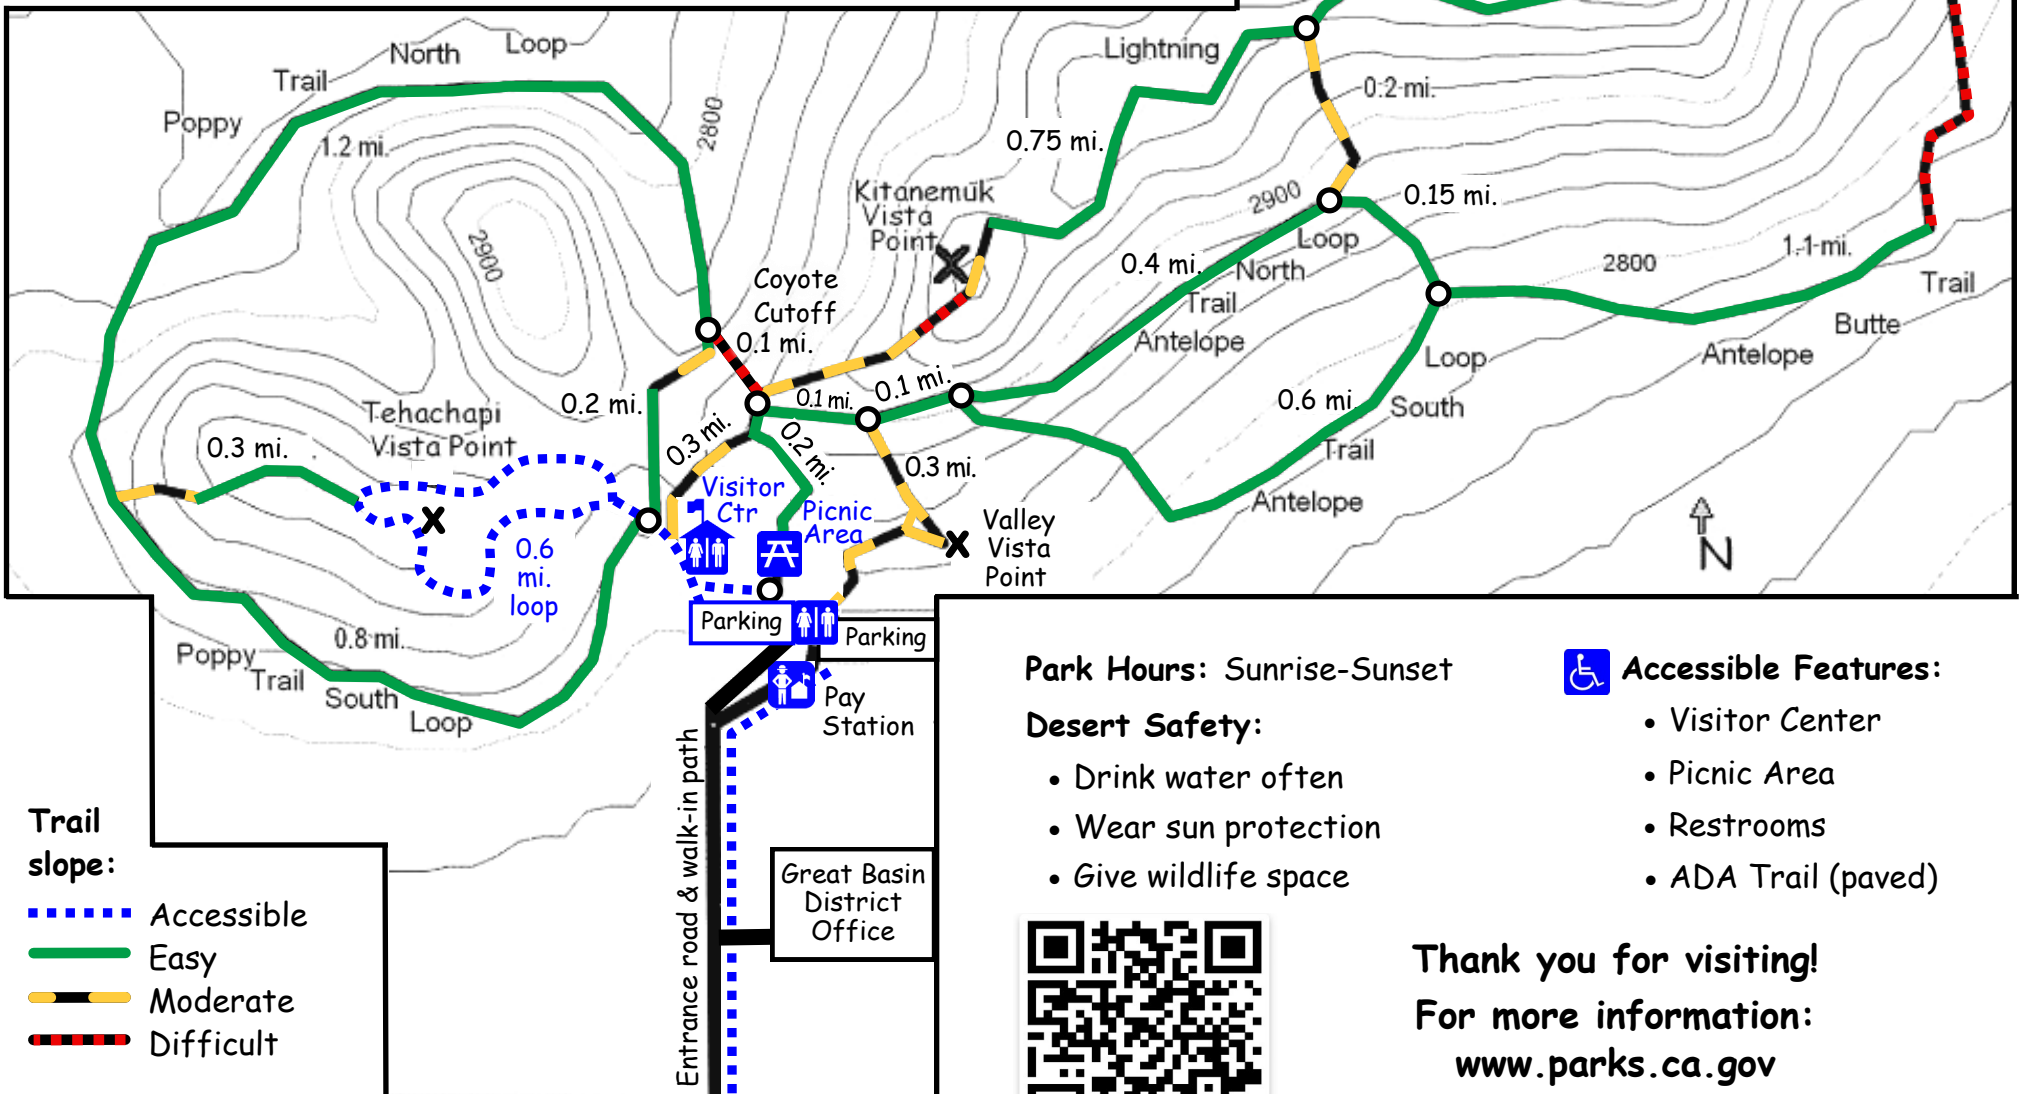 Poppy
Trail
North
Loop
1.2 mi.
2800
2900
Lightning
0.75 mi.
0.2 mi.
Kitanemuk
Vista
Point
2900
0.15 mi.
Coyote
Cutoff
0.1 mi.
0.4 mi.
Loop
North
Trail
Antelope
2800
1.1 mi.
Trail
Butte
Antelope
0.2 mi.
0.1 mi.
0.1 mi.
Loop
South
Trail
Antelope
0.6 mi
Tehachapi
Vista Point
0.3 mi.
0.3 mi.
0.2 mi.
0.3 mi.
Visitor
Ctr
Picnic
Area
Valley
Vista
Point
N
0.6
mi.
loop
0.8 mi.
Poppy
Trail
South
Loop
Parking
Parking
Pay
Station
Entrance road & walk-in path
Great Basin
District
Office
Trail
slope:
Accessible
Easy
Moderate
Difficult
Park Hours: Sunrise-Sunset
Desert Safety:
• Drink water often
• Wear sun protection
• Give wildlife space
Accessible Features:
• Visitor Center
• Picnic Area
• Restrooms
• ADA Trail (paved)
Thank you for visiting!
For more information:
www.parks.ca.gov